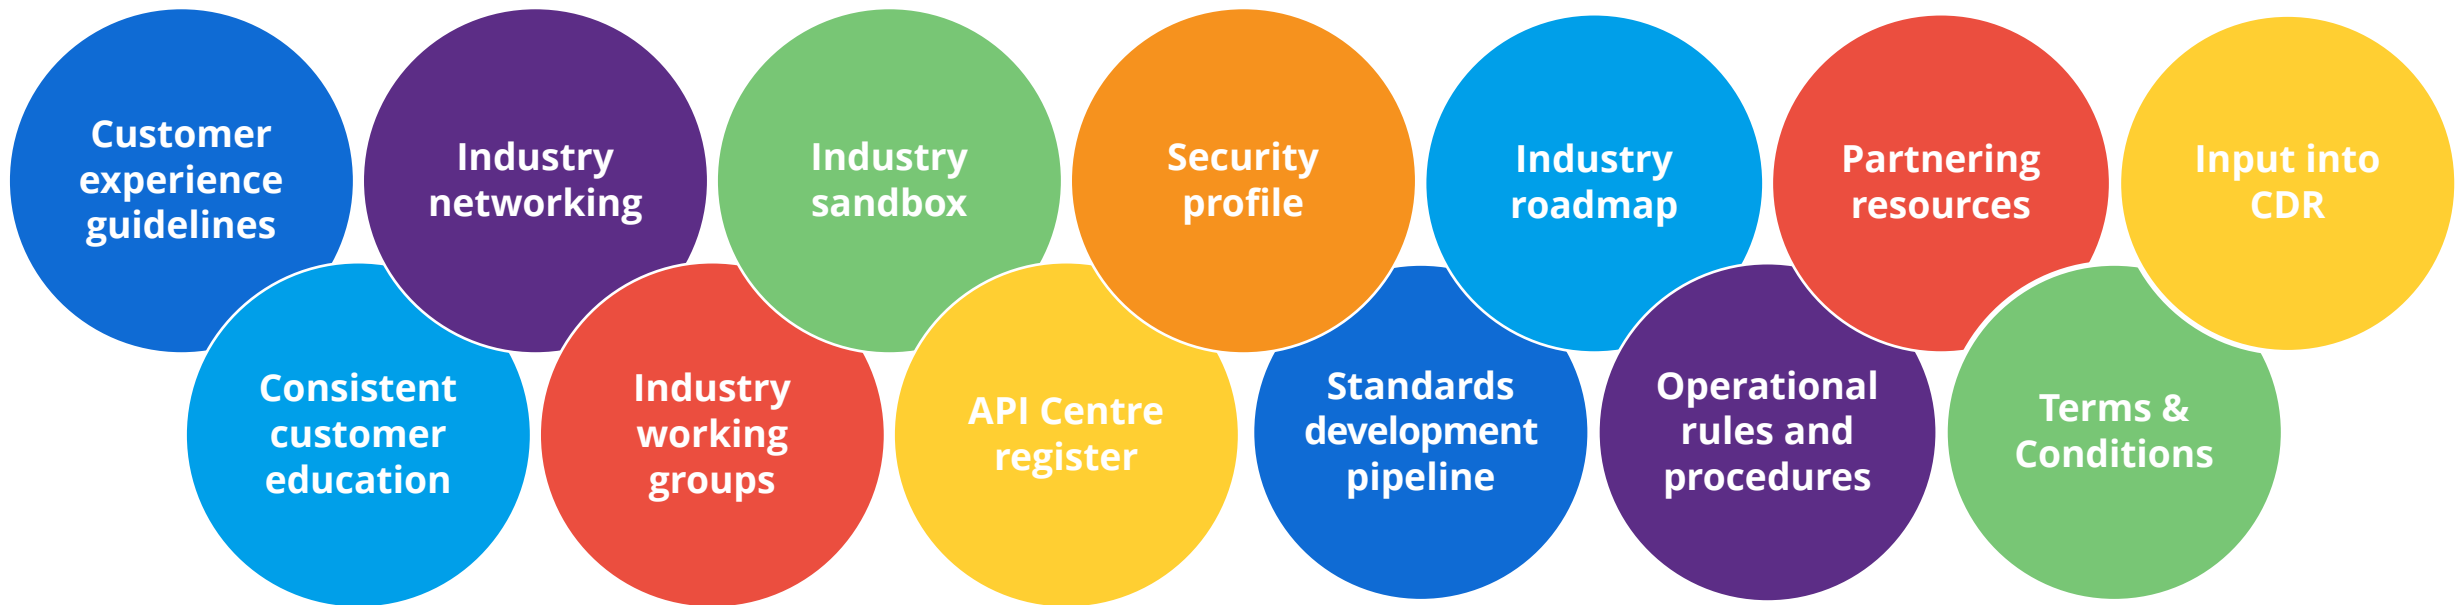 Customer
experience
guidelines
Industry
networking
Industry
sandbox
Security
profile
Industry
roadmap
Partnering
resources
Input into
CDR
Consistent
customer
education
Industry
working
groups
API Centre
register
Standards
development
pipeline
Operational
rules and
procedures
Terms &
Conditions